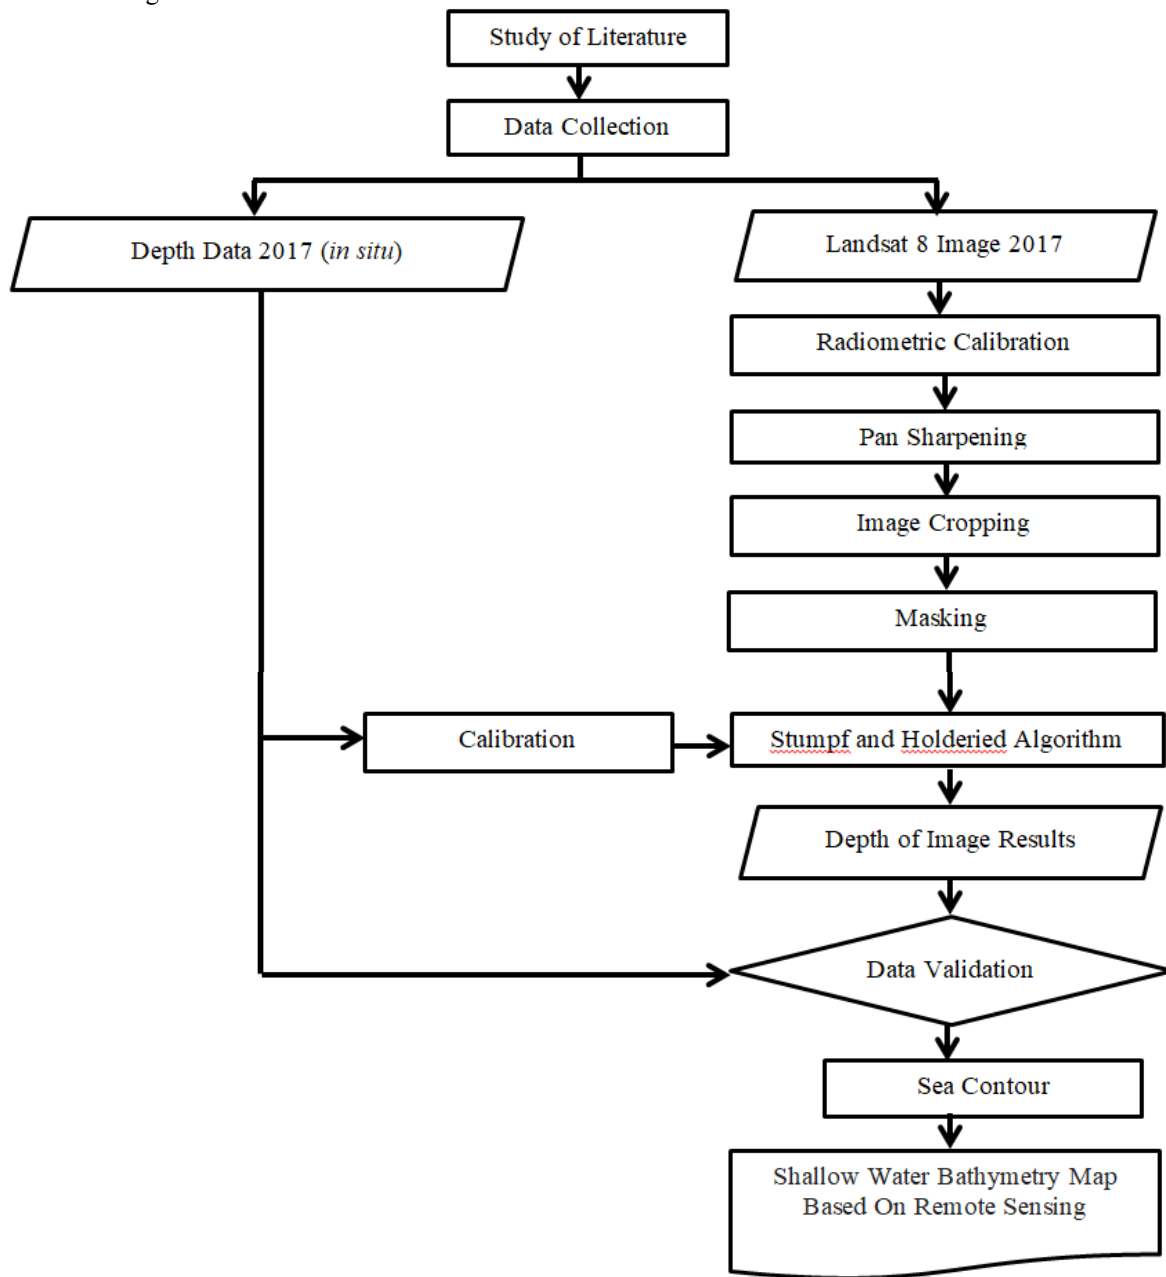 Study of Literature
Data Collection
Depth Data 2017 (in situ)
Landsat 8 Image 2017
Radiometric Calibration
Pan Sharpening
Image Cropping
Masking
Calibration
Stumpf and Holderied Algorithm
Depth of Image Results
Data Validation
Sea Contour
Shallow Water Bathymetry Map
Based On Remote Sensing